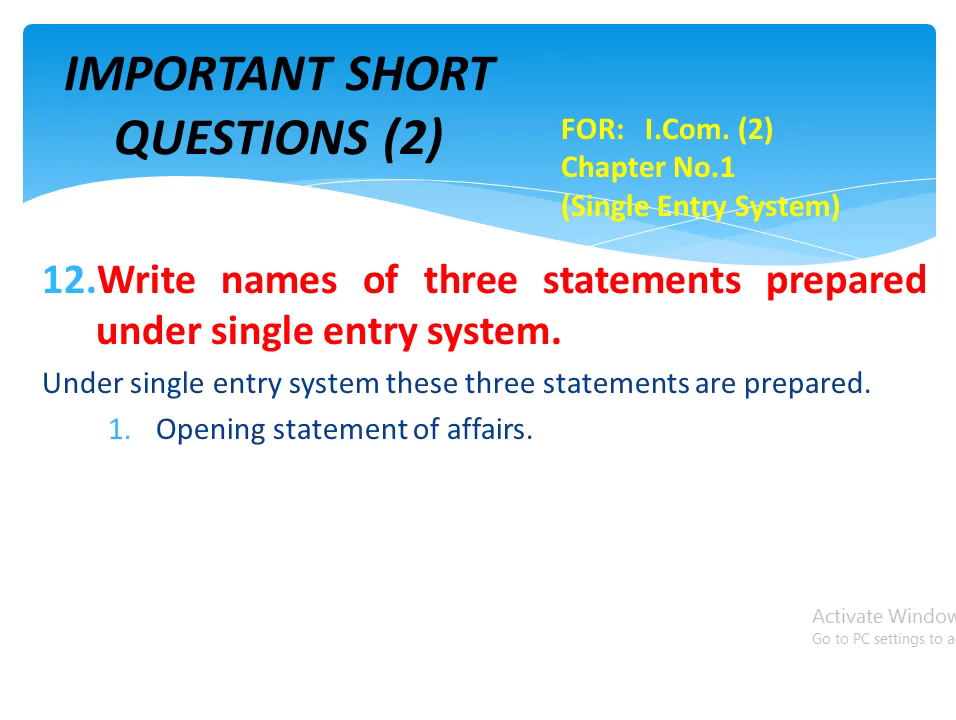 IMPORTANT SHORT
QUESTIONS (2)
FOR: I.Com. (2)
Chapter No.1
(Single Entry System)
12.Write names of three statements prepared
under single entry system.
Under single entry system these three statements are prepared.
1. Opening statement of affairs.
Activate Window
Go to PC settings to a